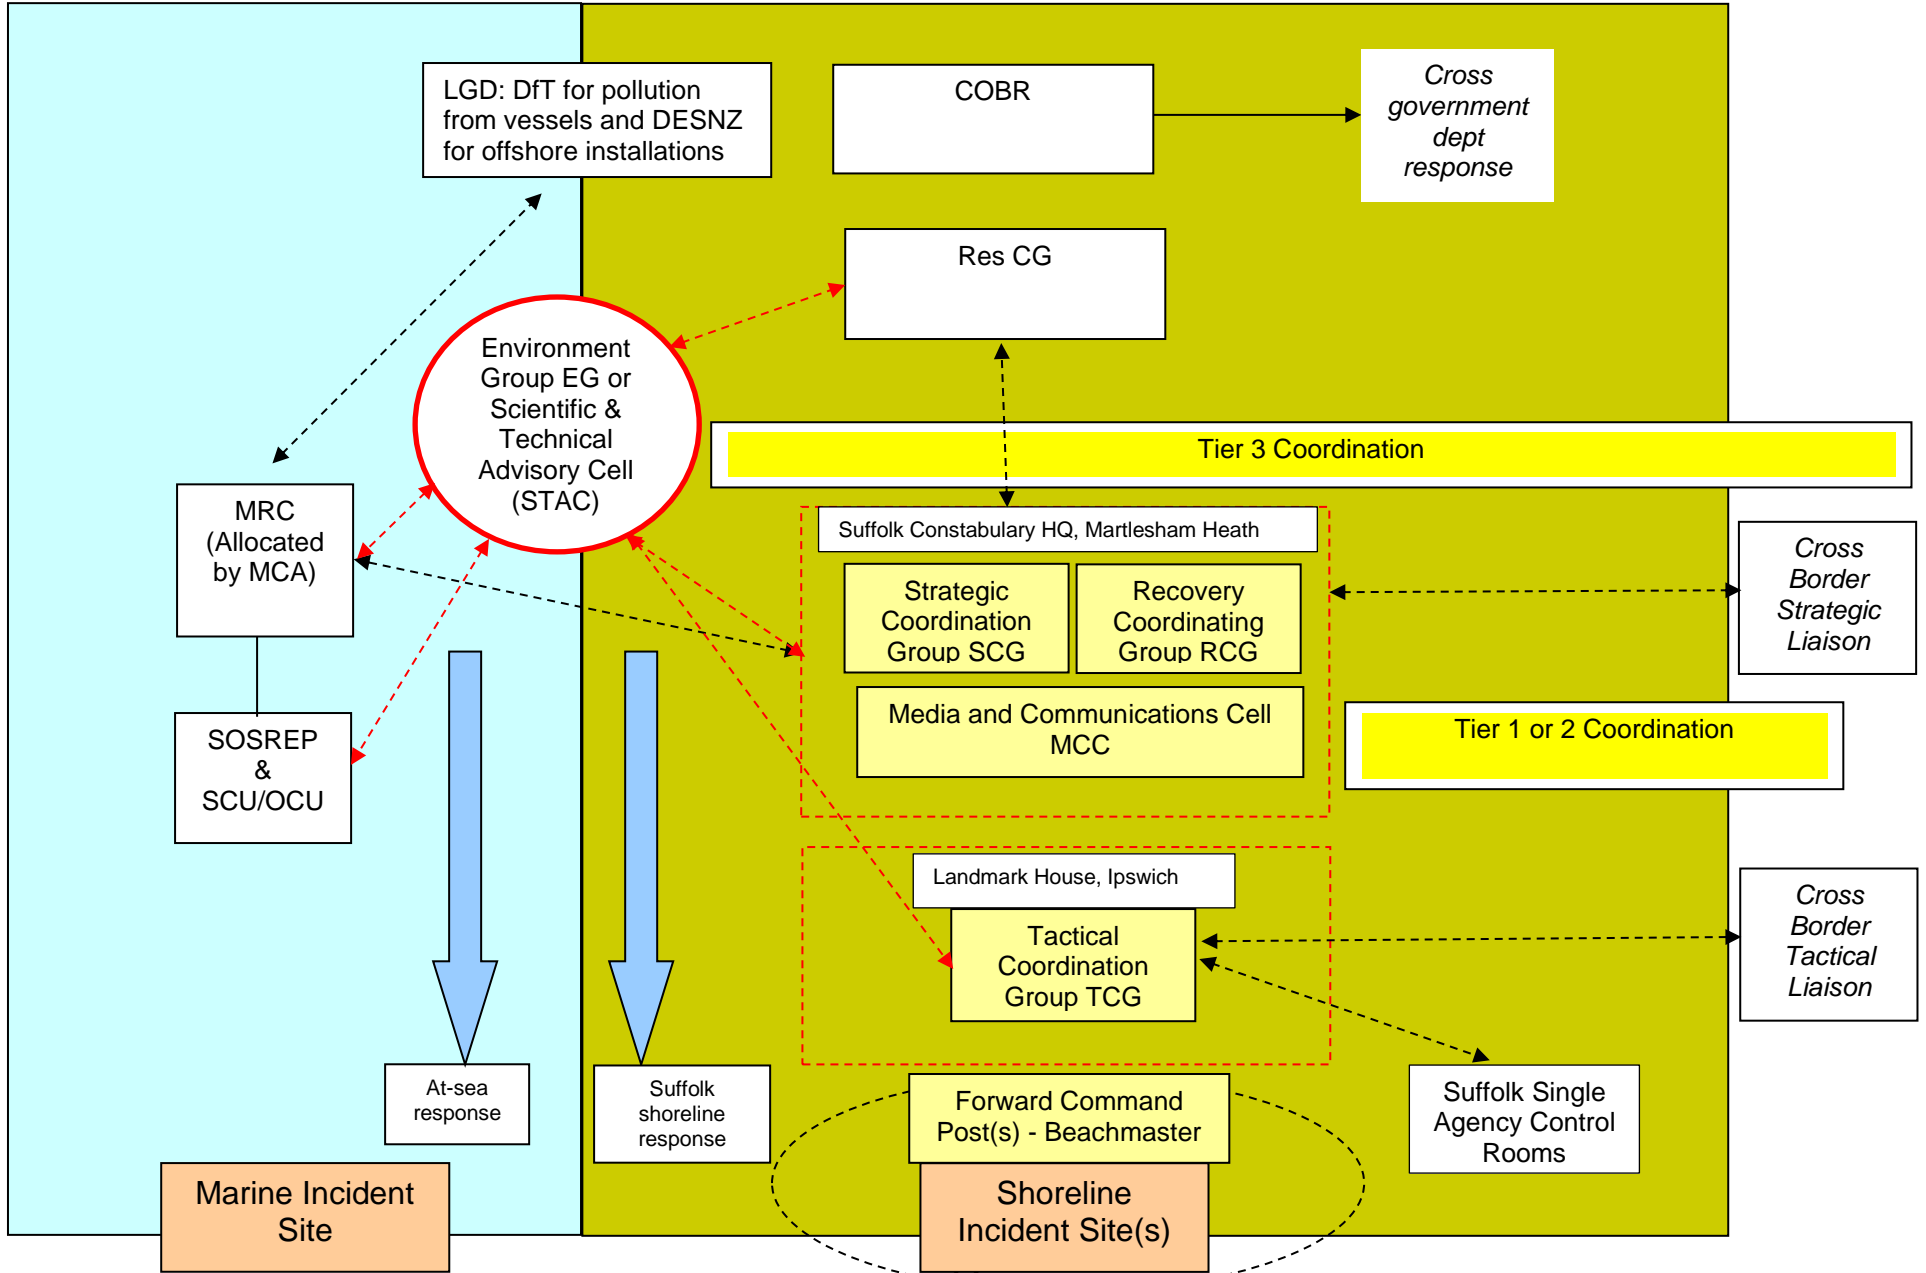 LGD: DfT for pollution
from vessels and DESNZ
for offshore installations
COBR
Cross
government
dept
response
Res CG
Environment
Group EG or
Scientific &
Technical
Advisory Cell
(STAC)
Tier 3 Coordination
MRC
(Allocated
by MCA)
Suffolk Constabulary HQ, Martlesham Heath
Strategic
Coordination
Group SCG
Recovery
Coordinating
Group RCG
Cross
Border
Strategic
Liaison
Media and Communications Cell
MCC
Tier 1 or 2 Coordination
SOSREP
&
SCU/OCU
Landmark House, Ipswich
Tactical
Coordination
Group TCG
Cross
Border
Tactical
Liaison
At-sea
response
Suffolk
shoreline
response
Forward Command
Post(s) - Beachmaster
Suffolk Single
Agency Control
Rooms
Marine Incident
Site
Shoreline
Incident Site(s)